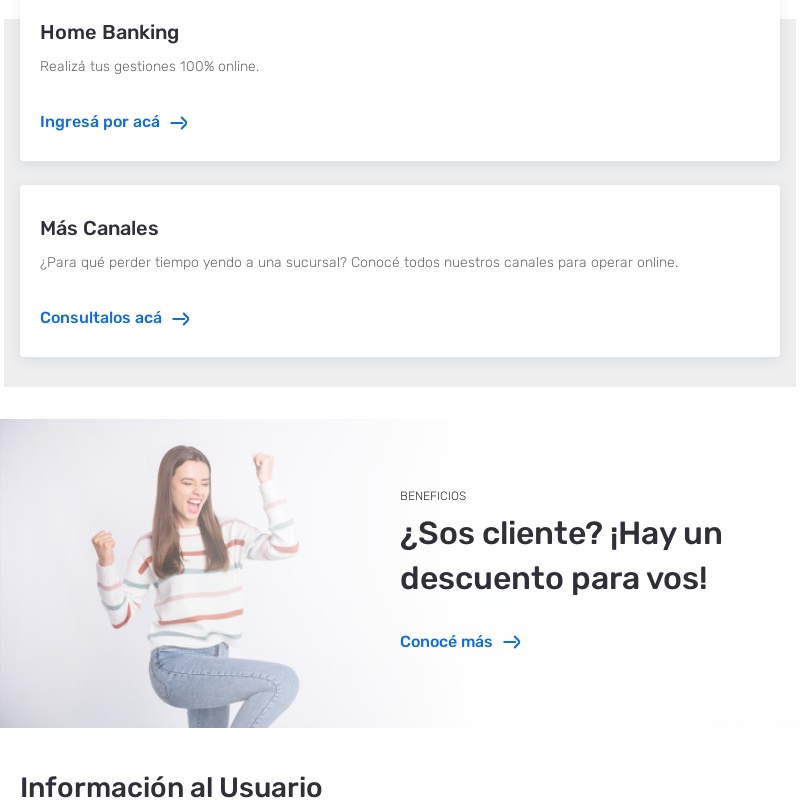 Home Banking
Realizá tus gestiones 100% online.
Ingresá por acá
Más Canales
¿Para qué perder tiempo yendo a una sucursal? Conocé todos nuestros canales para operar online.
Consultalos acá
BENEFICIOS
¿Sos cliente? ¡Hay un
descuento para vos!
Conocé más
Información al Usuario